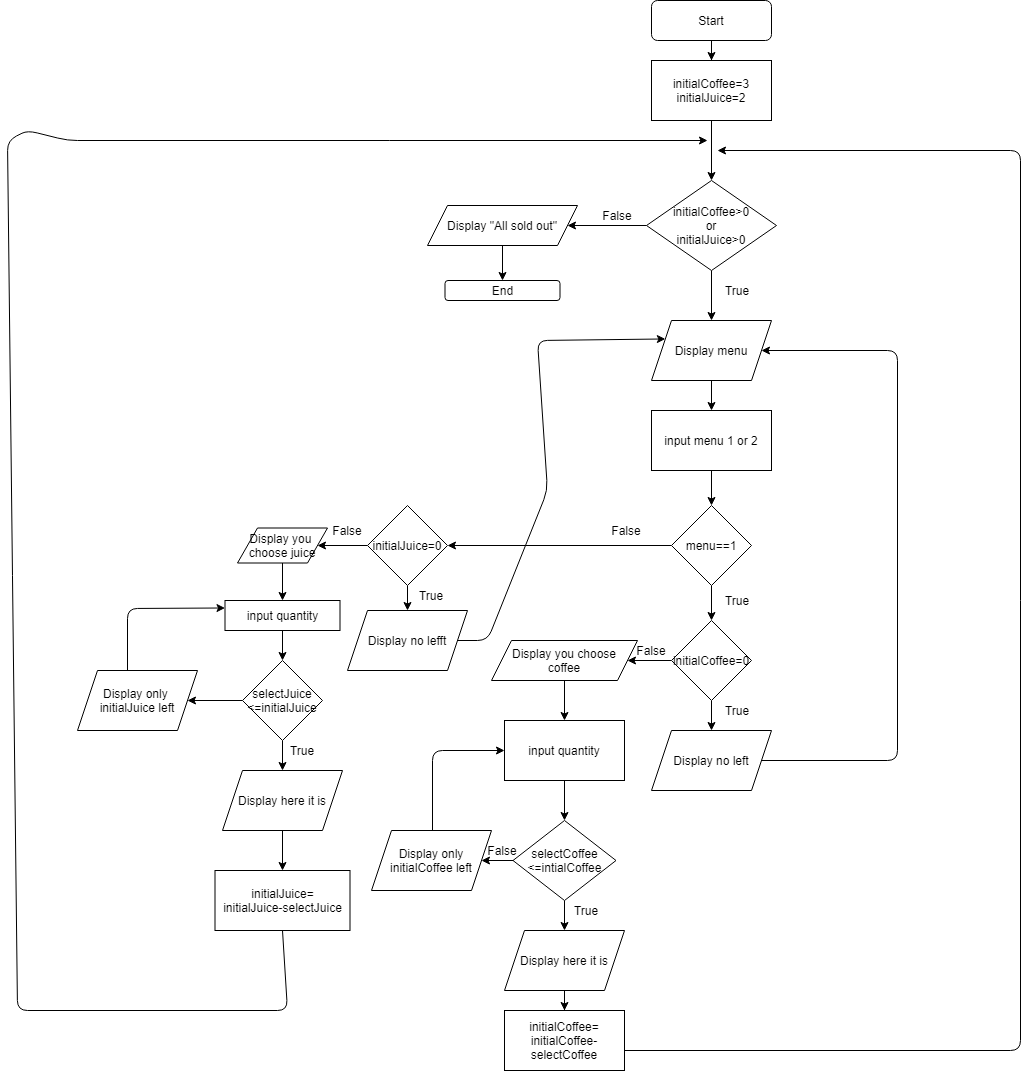 Start
initialCoffee=3
initialJuice=2
initialCoffee>0
or
initialJuice>0
False
Display "All sold out"
End
True
Display menu
input menu 1 or 2
menu==1
False
initialJuice=0
False
Display you
choose juice
True
Display no lefft
input quantity
selectJuice
<=initialJuice
Display only
initialJuice left
True
Display here it is
initialJuice=
initialJuice-selectJuice
True
initialCoffee=0
False
Display you choose
coffee
True
Display no left
input quantity
selectCoffee
<=intialCoffee
False
Display only
initialCoffee left
True
Display here it is
initialCoffee=
initialCoffee-
selectCoffee